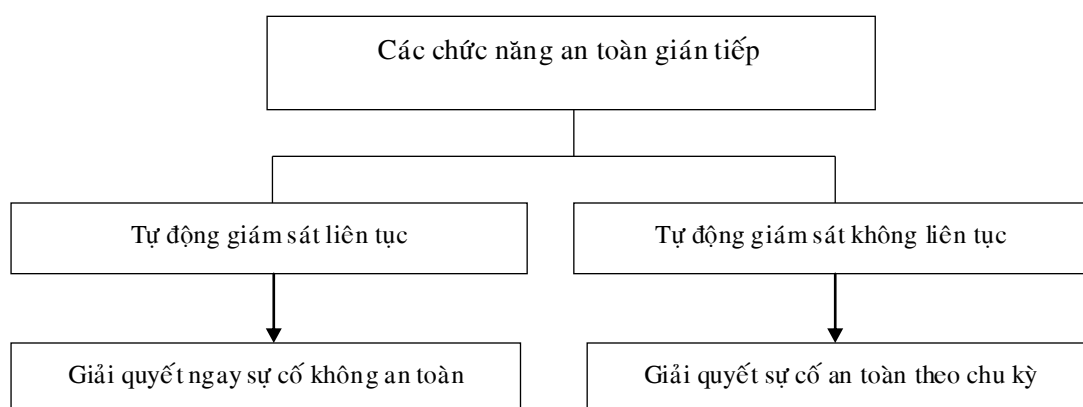 Các chức năng an toàn gián tiếp
Tự động giám sát liên tục
Tự động giám sát không liên tục
Giải quyết ngay sự cố không an toàn
Giải quyết sự cố an toàn theo chu kỳ